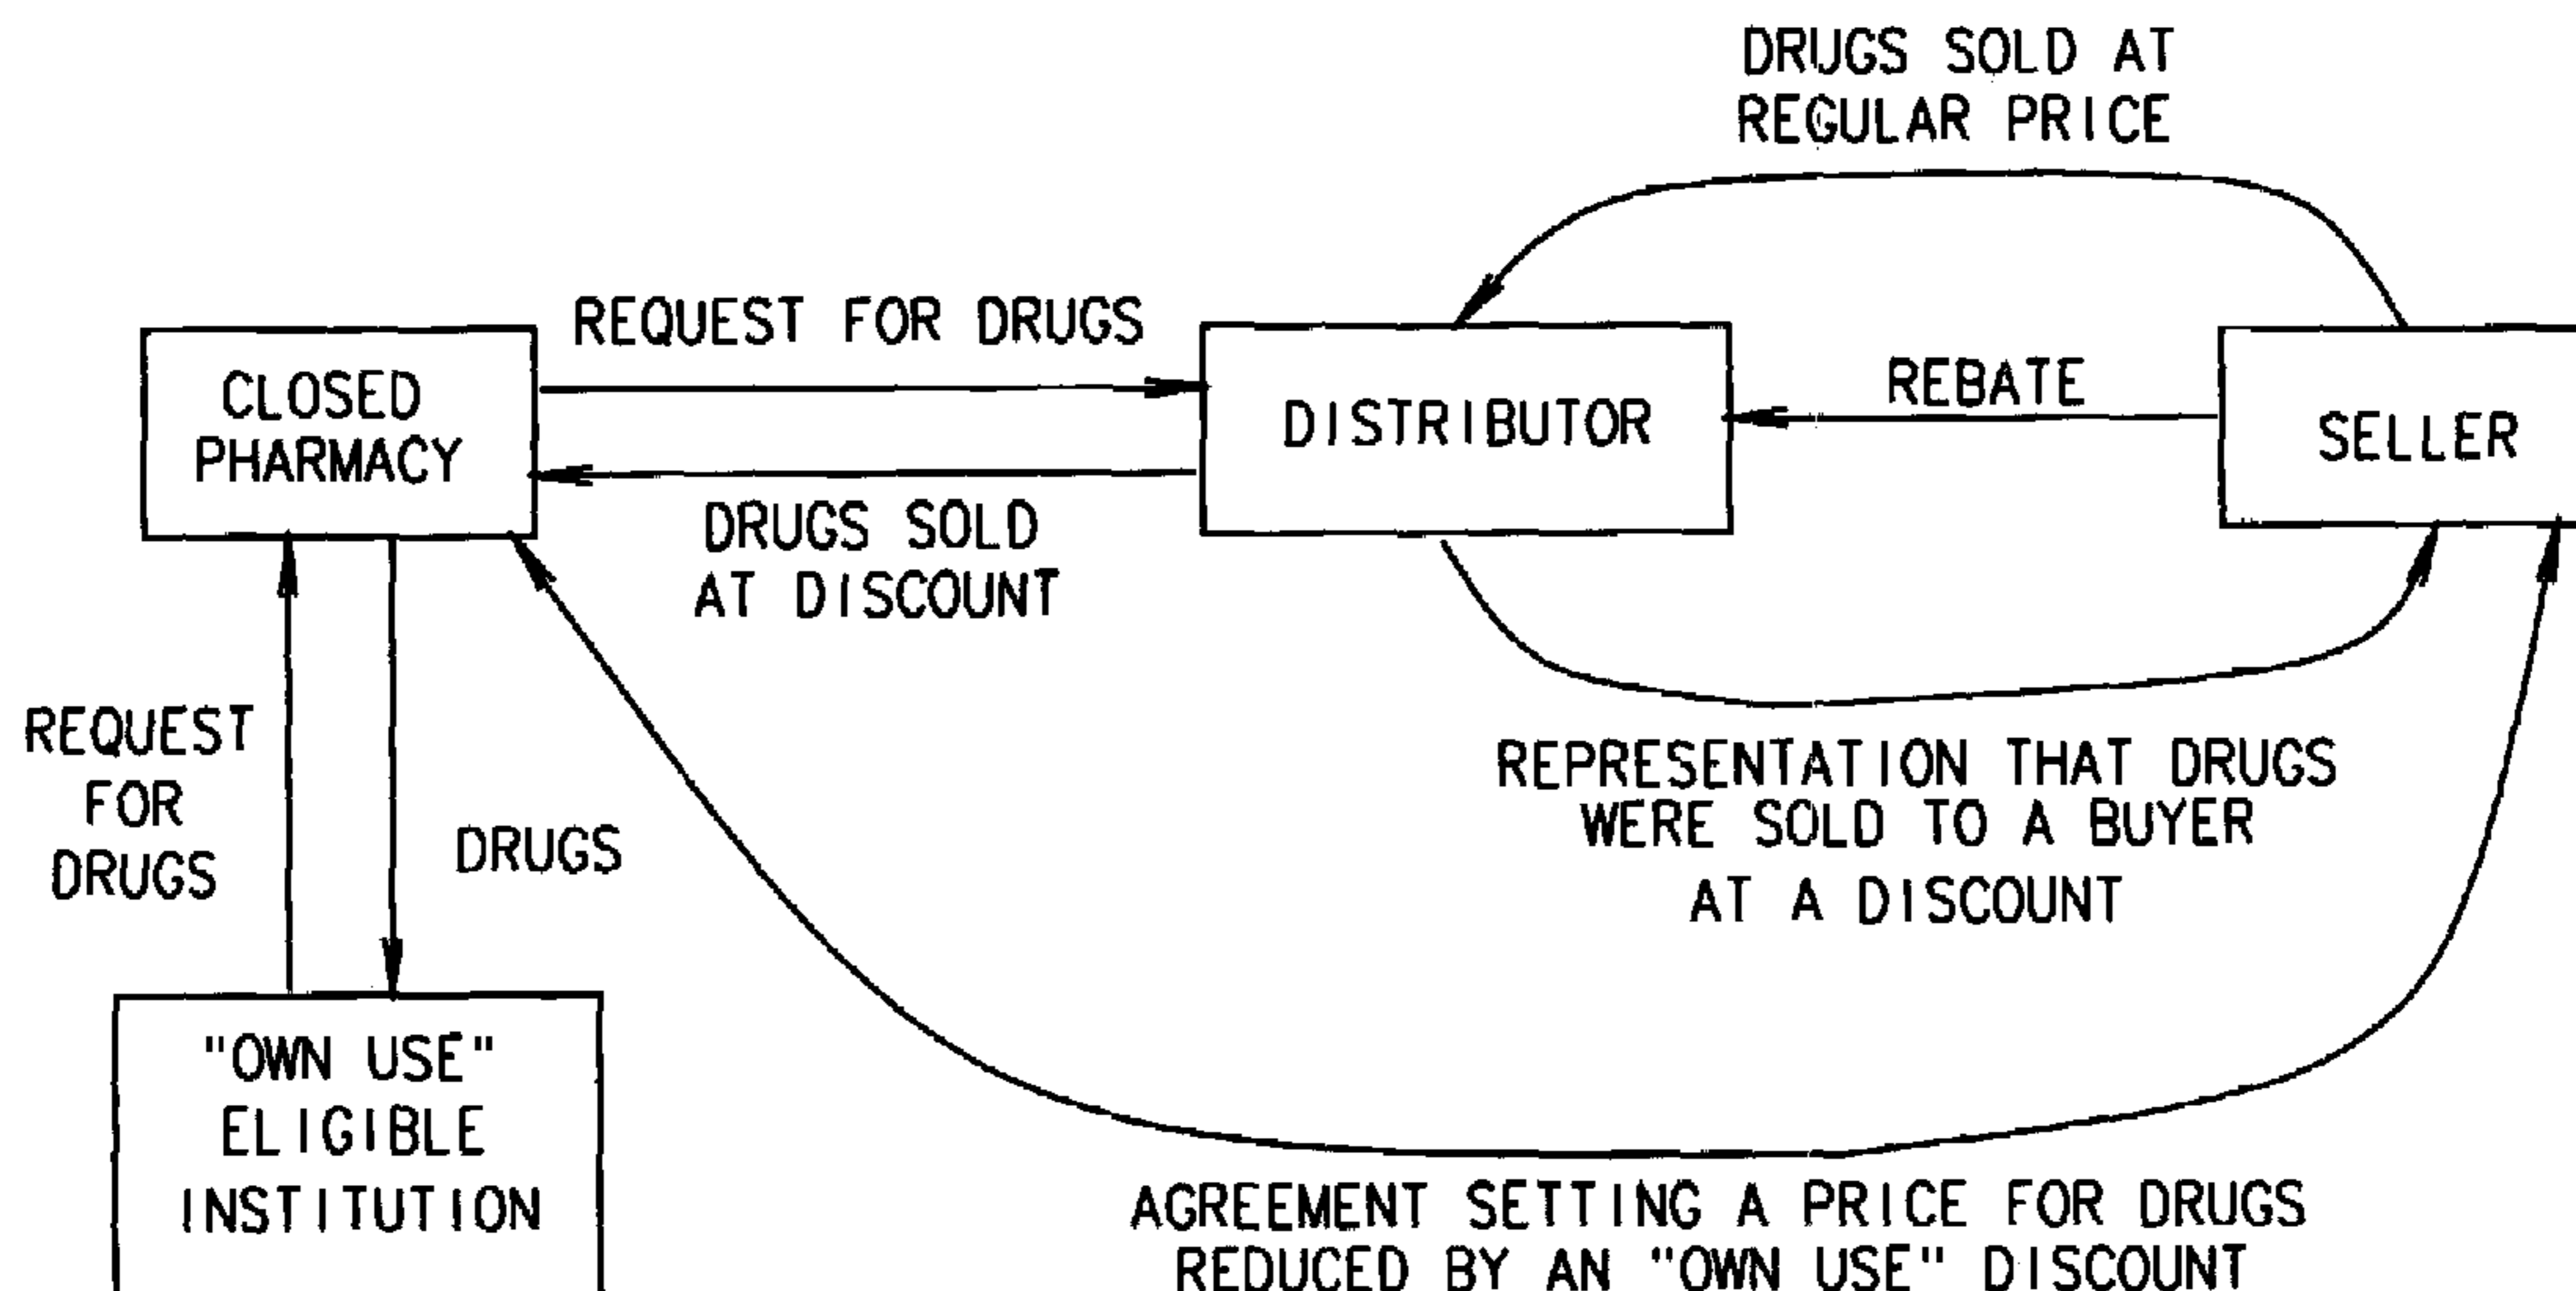 DRUGS SOLD AT
REGULAR PRICE
REQUEST FOR DRUGS
CLOSED
PHARMACY
DISTRIBUTOR
REBATE
SELLER
DRUGS SOLD
AT DISCOUNT
REQUEST
FOR
DRUGS
DRUGS
REPRESENTATION THAT DRUGS
WERE SOLD TO A BUYER
AT A DISCOUNT
"OWN USE"
ELIGIBLE
INSTITUTION
AGREEMENT SETTING A PRICE FOR DRUGS
REDUCED BY AN "OWN USE" DISCOUNT